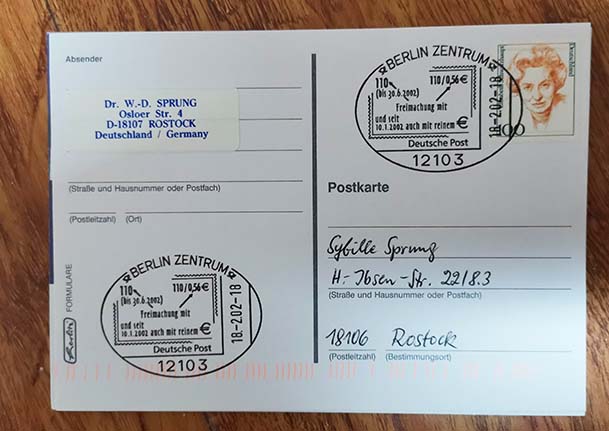 Absender
Dr. W.-D. SPRUNG
Osloer Str. 4
D-18107 ROSTOCK
Deutschland / Germany
(Straße und Hausnummer oder Postfach)
(Postleitzahl) (Ort)
BERLIN ZENTRUM
110
(bis 30.6.2002)
110/0,56€
Freimachung mit
und seit
10.1.2002 auch mit reinem €
Deutsche Post
12103
18.-2.02-18
FORMULARE
Berlin
BERLIN ZENTRUM
110
(bis 30.6.2002)
110/0,56€
Freimachung mit
und seit
10.1.2002 auch mit reinem €
Deutsche Post
12103
18.-2.02-18
Deutschland
100
Postkarte
Sybille Sprung
H.-Ibsen-Str. 22/8.3
(Straße und Hausnummer oder Postfach)
18106 Rostock
(Postleitzahl) (Bestimmungsort)